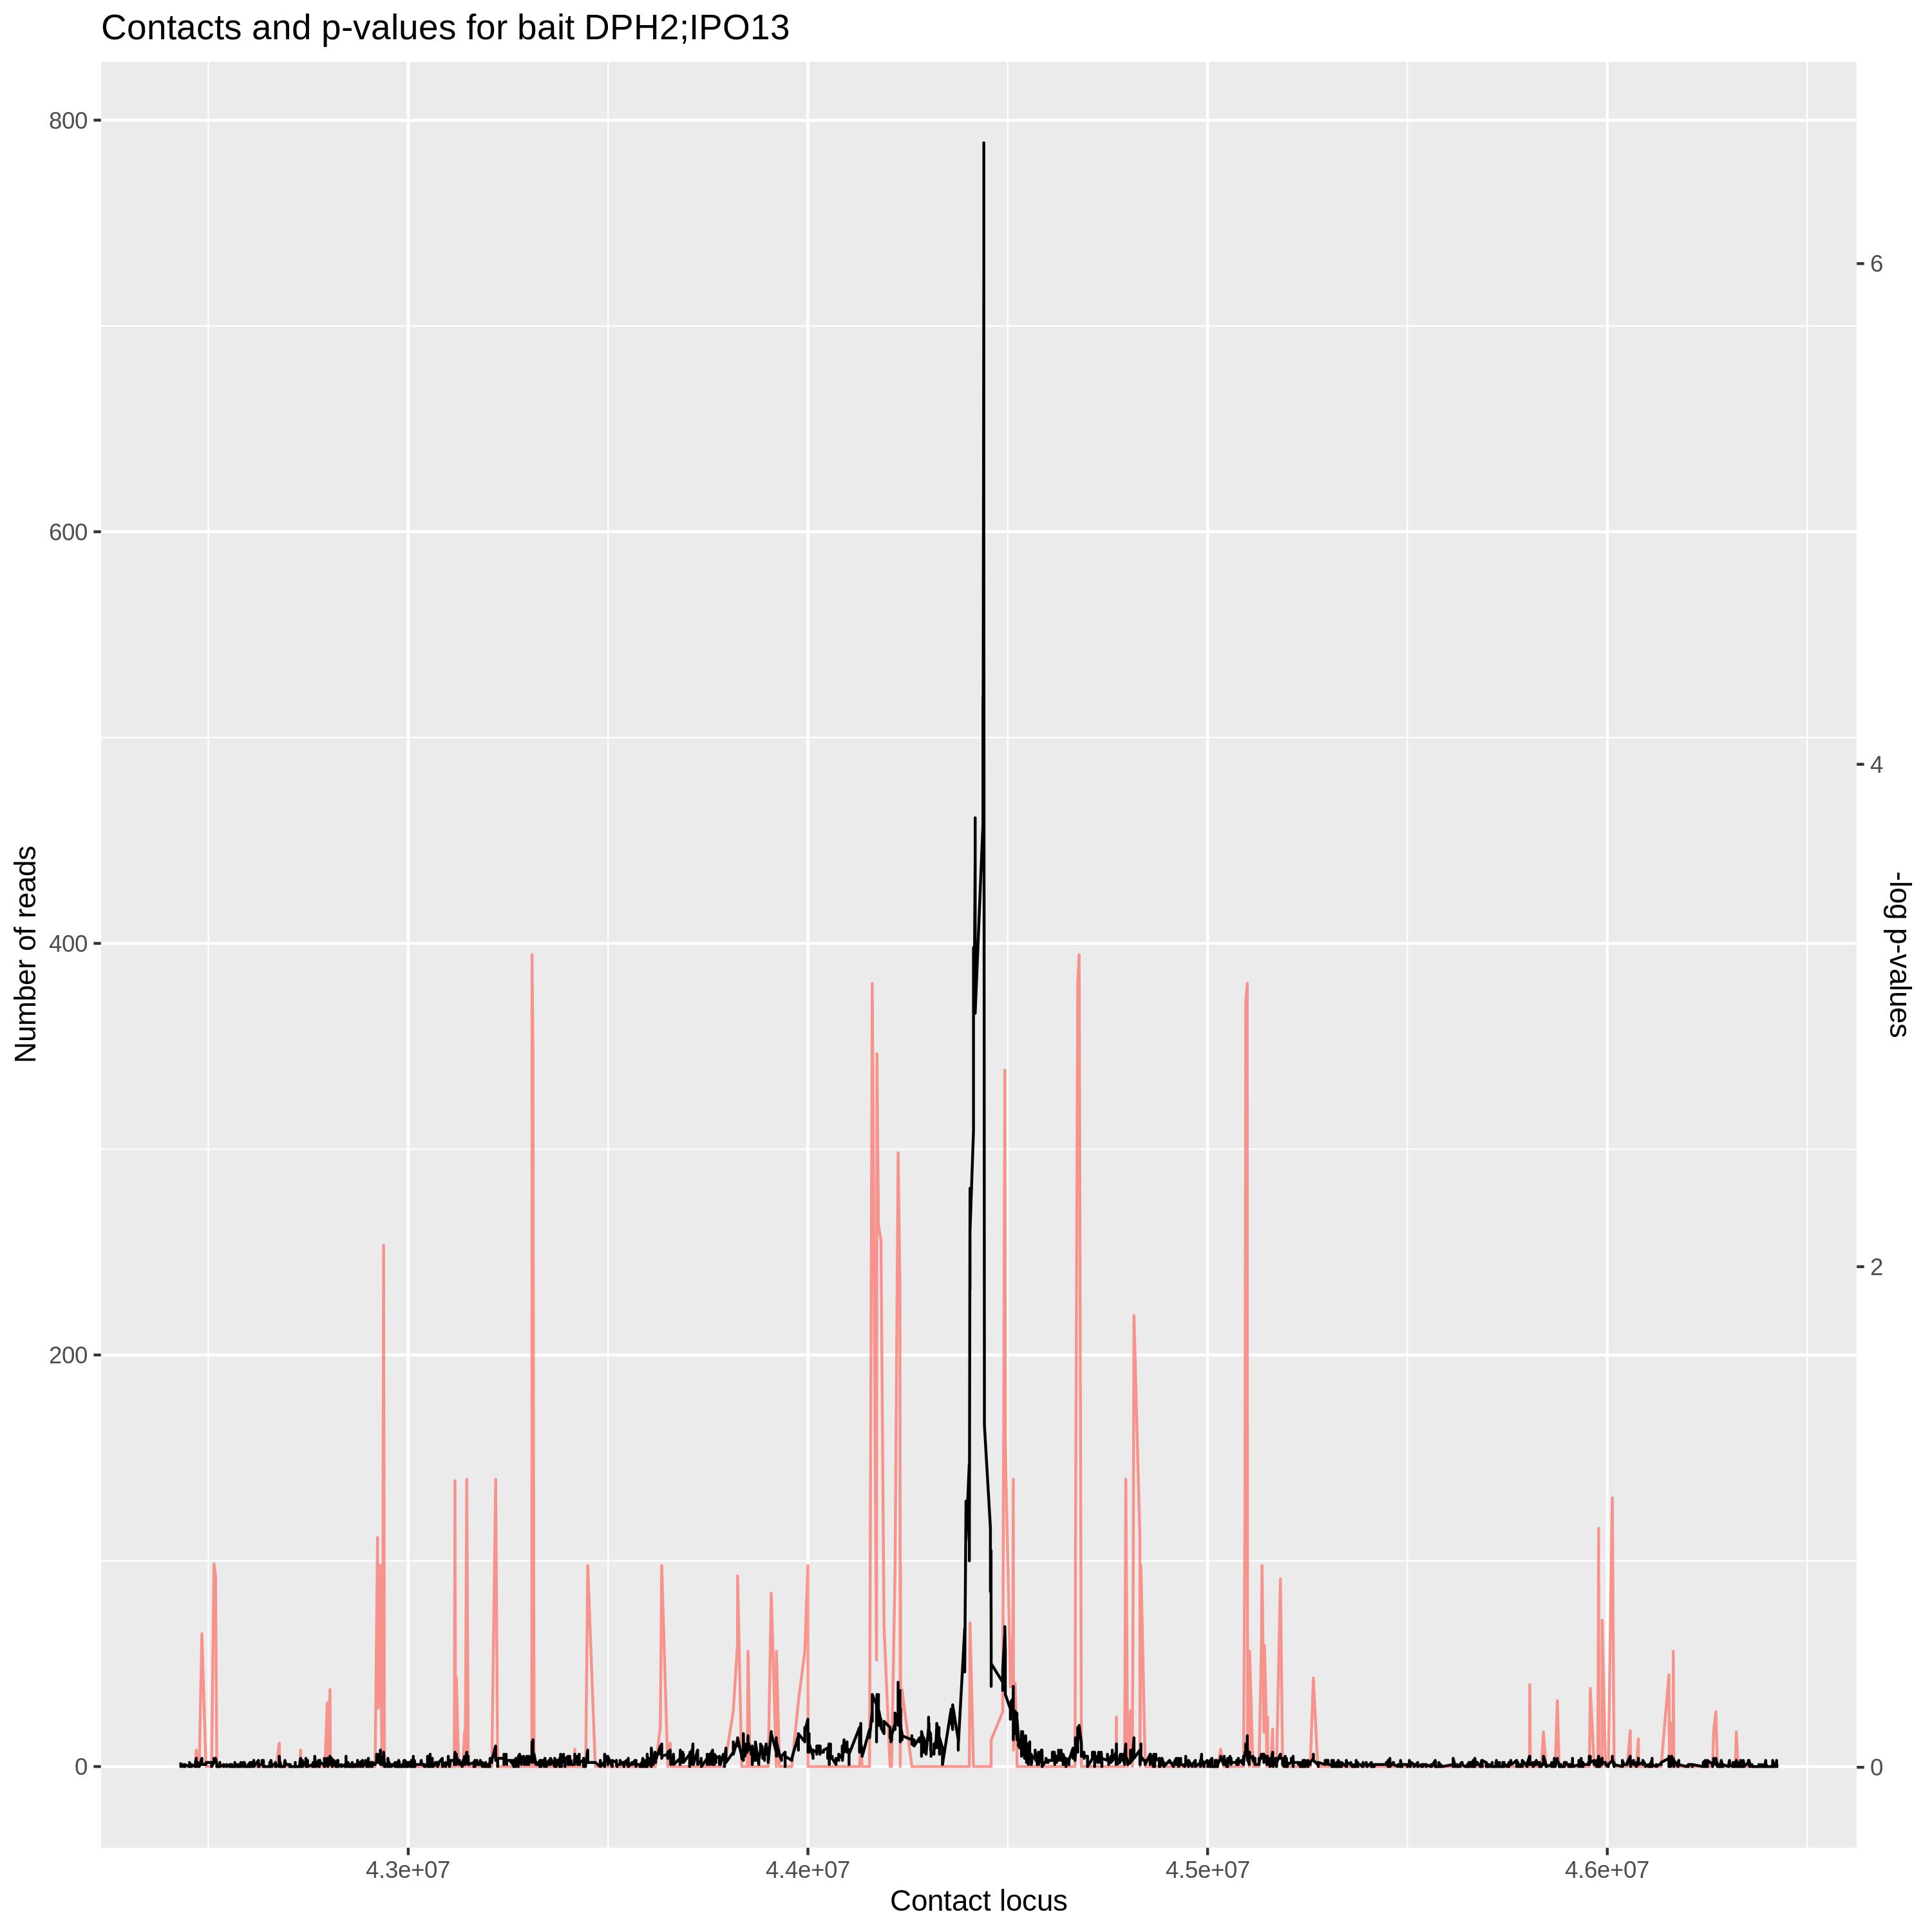 Contacts and p-values for bait DPH2;IPO13
800
600
400
200
0
Number of reads
6
4
2
0
-log p-values
4.3e+07
4.4e+07
4.5e+07
4.6e+07
Contact locus